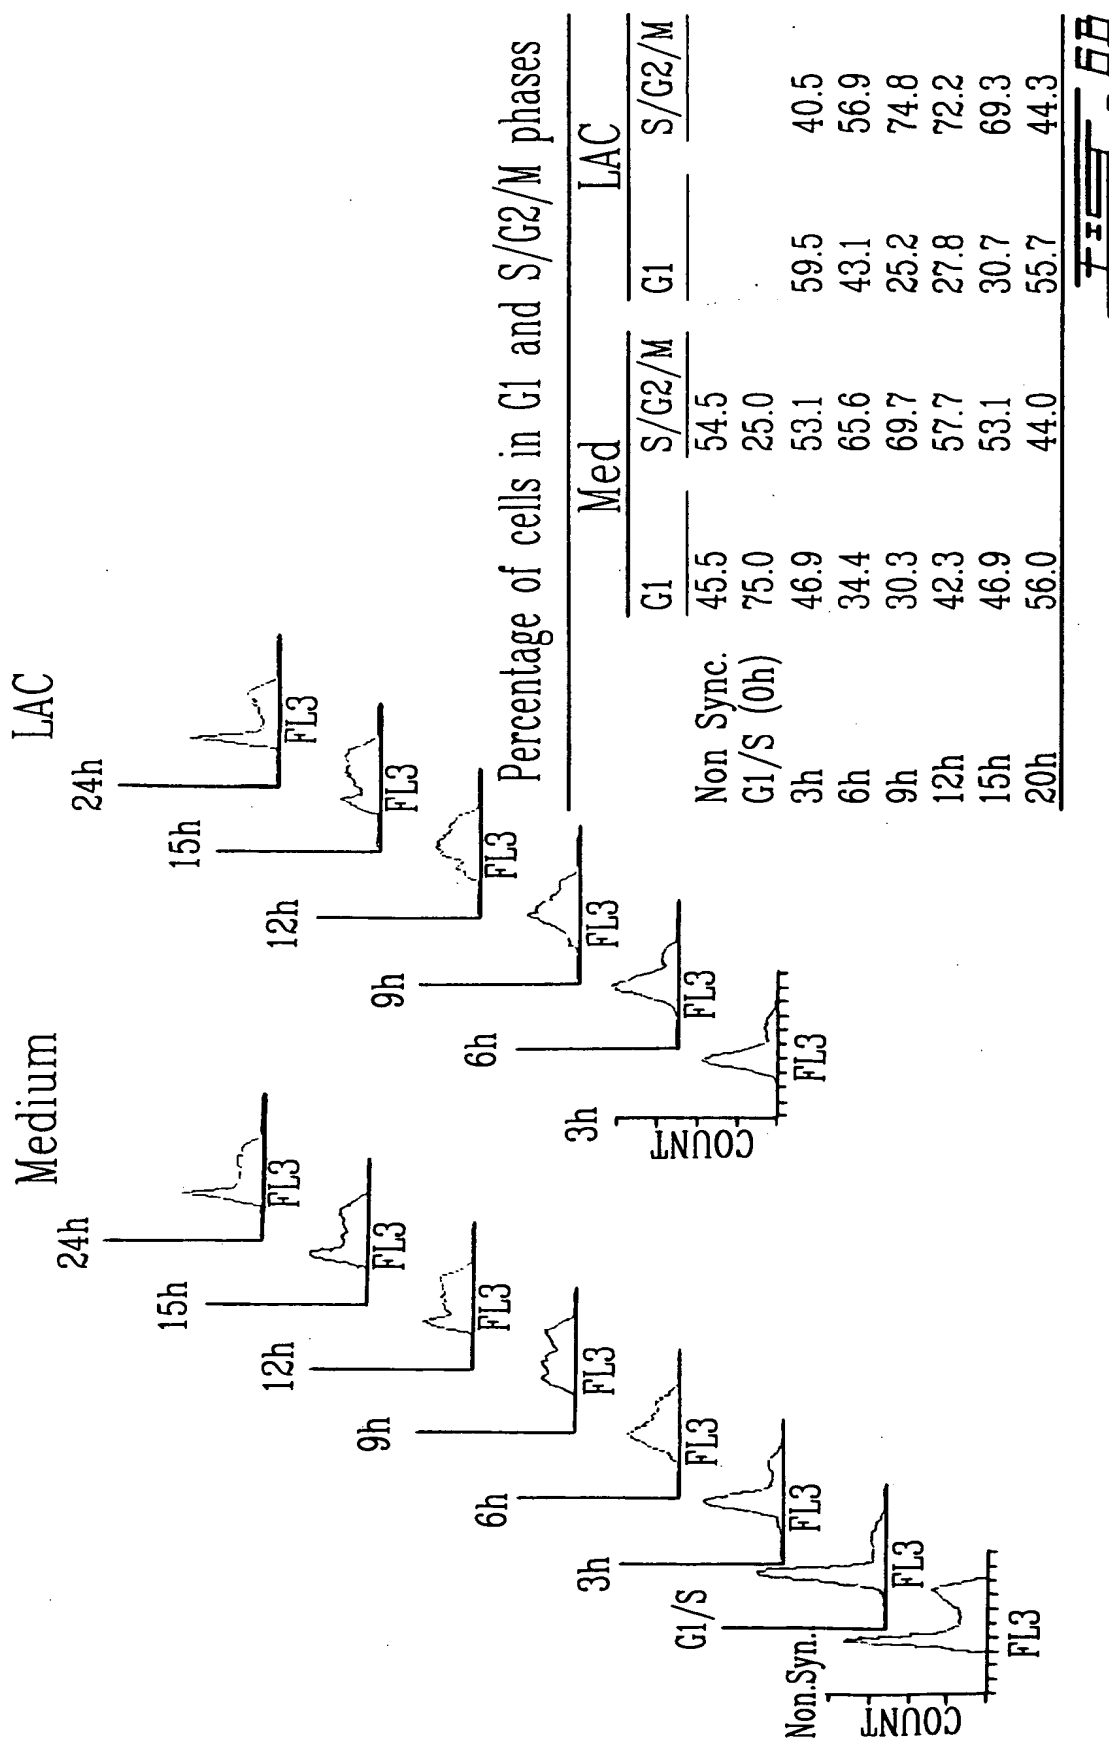 Medium
LAC
24h
FL3
15h
FL3
12h
FL3
9h
FL3
6h
FL3
3h
FL3
G1/S
FL3
Non.Syn.
COUNT
FL3
24h
FL3
15h
FL3
12h
FL3
9h
FL3
6h
FL3
3h
COUNT
FL3
Percentage of cells in G1 and S/G2/M phases
Med LAC
G1 S/G2/M G1 S/G2/M
Non Sync. 45.5 54.5
G1/S (0h) 75.0 25.0
3h 46.9 53.1 59.5 40.5
6h 34.4 65.6 43.1 56.9
9h 30.3 69.7 25.2 74.8
12h 42.3 57.7 27.8 72.2
15h 46.9 53.1 30.7 69.3
20h 56.0 44.0 55.7 44.3